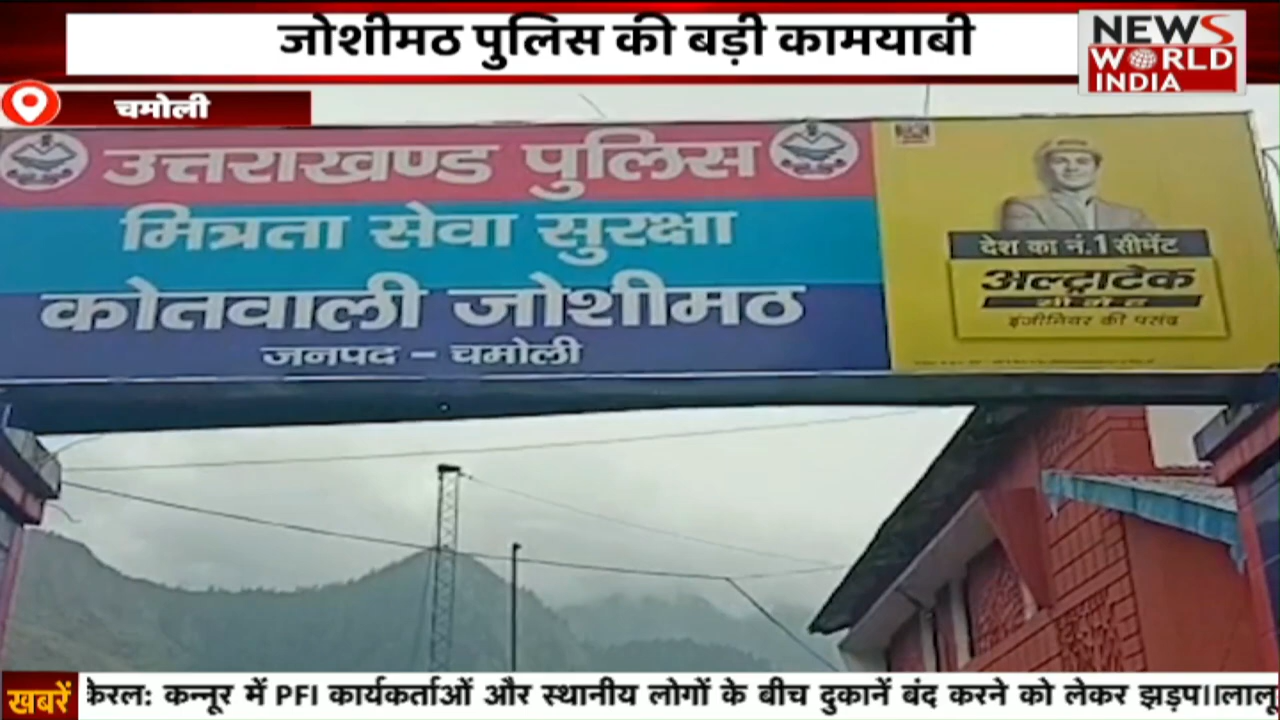 जोशीमठ पुलिस की बड़ी कामयाबी
NEWS
WORLD
INDIA
चमोली
उत्तराखण्ड पुलिस
मित्रता सेवा सुरक्षा
कोतवाली जोशीमठ
जनपद – चमोली
देश का नं.1 सीमेंट
अल्ट्राटेक
सीमेंट
इंजीनियर की पसंद
खबरें
केरल: कन्नूर में PFI कार्यकर्ताओं और स्थानीय लोगों के बीच दुकानें बंद करने को लेकर झड़प।।लालू